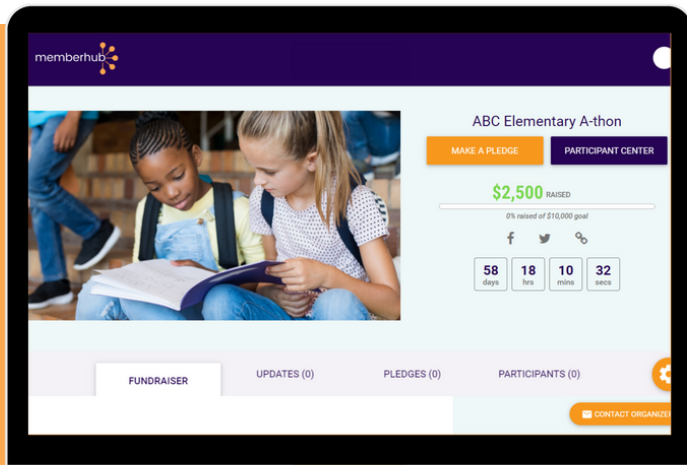 memberhub
ABC Elementary A-thon
MAKE A PLEDGE
PARTICIPANT CENTER
$2,500 RAISED
0% raised of $10,000 goal
58 18 10 32
days hrs mins secs
FUNDRAISER UPDATES (0) PLEDGES (0) PARTICIPANTS (0)
CONTACT ORGANIZER